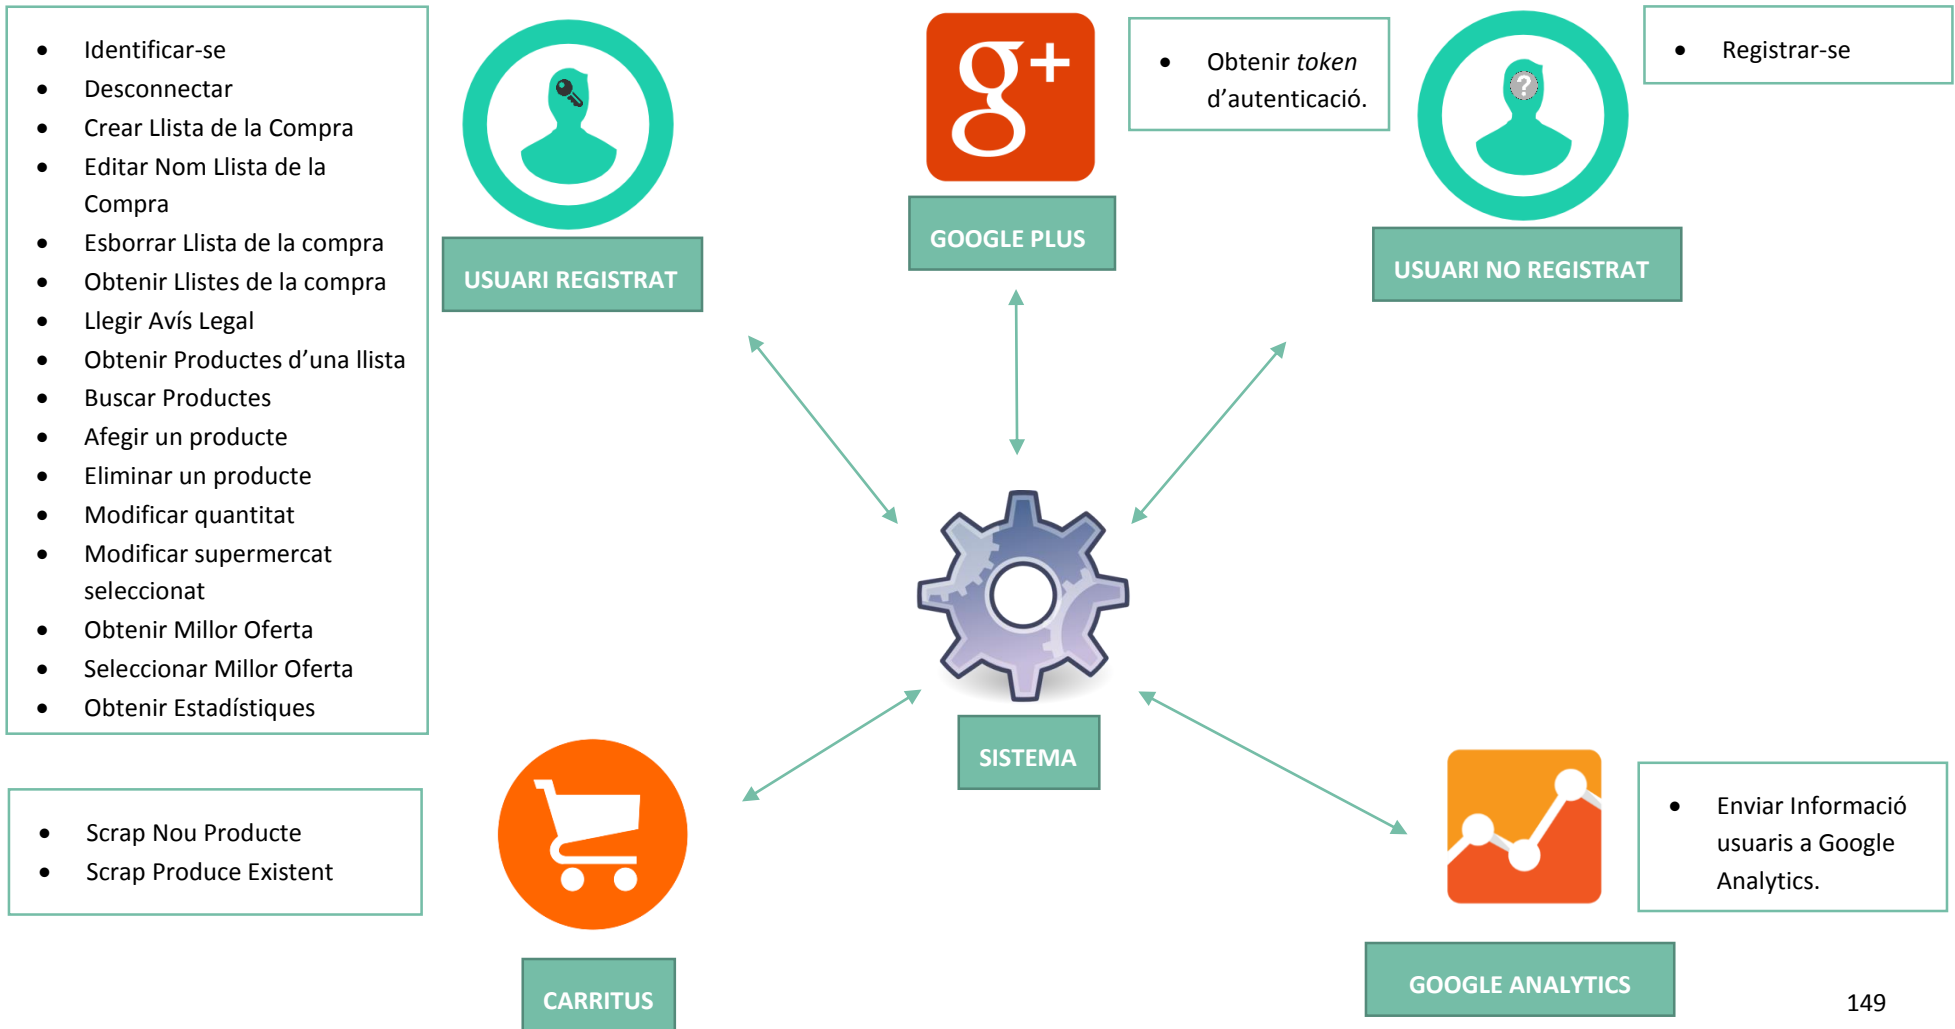 Identificar-se
Desconnectar
Crear Llista de la Compra
Editar Nom Llista de la
Compra
Esborrar Llista de la compra
Obtenir Llistes de la compra
Llegir Avís Legal
Obtenir Productes d’una llista
Buscar Productes
Afegir un producte
Eliminar un producte
Modificar quantitat
Modificar supermercat
seleccionat
Obtenir Millor Oferta
Seleccionar Millor Oferta
Obtenir Estadístiques
USUARI REGISTRAT
g+
GOOGLE PLUS
Obtenir token
d’autenticació.
?
USUARI NO REGISTRAT
Registrar-se
SISTEMA
Scrap Nou Producte
Scrap Produce Existent
CARRITUS
GOOGLE ANALYTICS
Enviar Informació
usuaris a Google
Analytics.
149